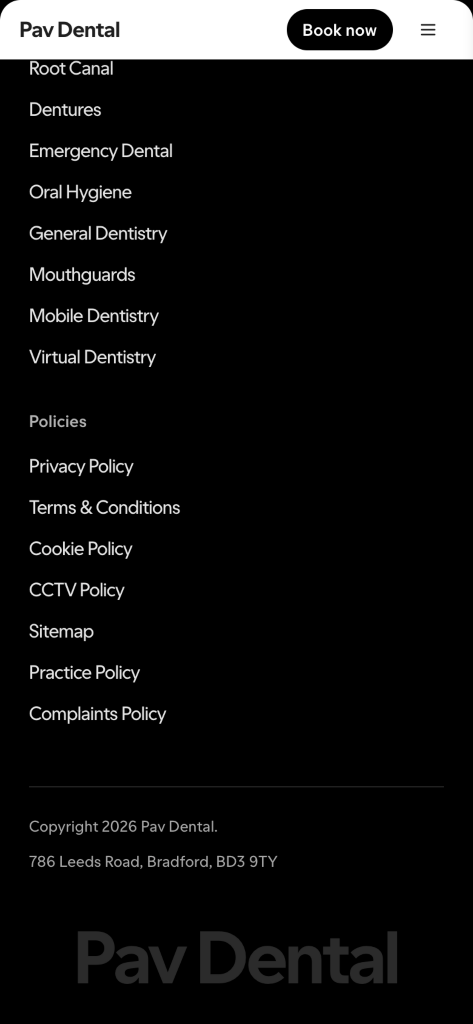 Pav Dental
Book now
Root Canal
Dentures
Emergency Dental
Oral Hygiene
General Dentistry
Mouthguards
Mobile Dentistry
Virtual Dentistry
Policies
Privacy Policy
Terms & Conditions
Cookie Policy
CCTV Policy
Sitemap
Practice Policy
Complaints Policy
Copyright 2026 Pav Dental.
786 Leeds Road, Bradford, BD3 9TY
Pav Dental